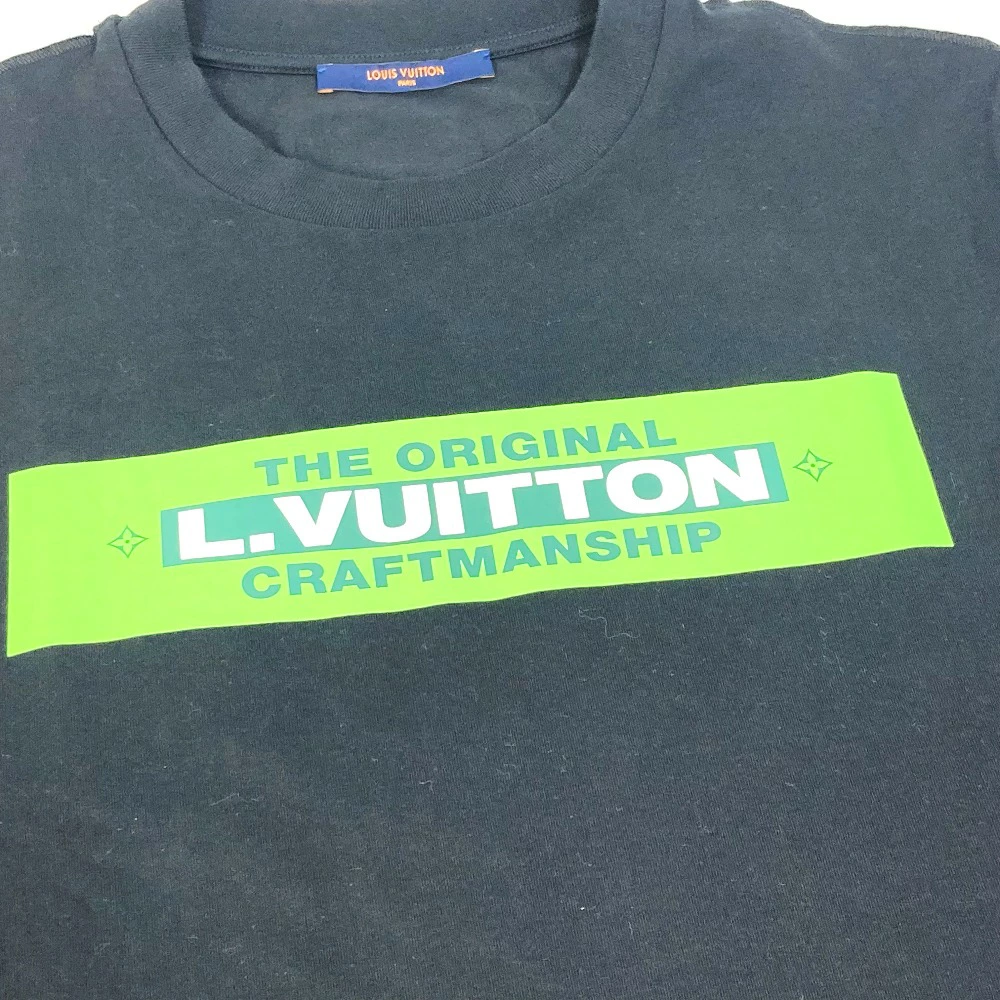 LOUIS VUITTON
PARIS
THE ORIGINAL
L.VUITTON
CRAFTMANSHIP